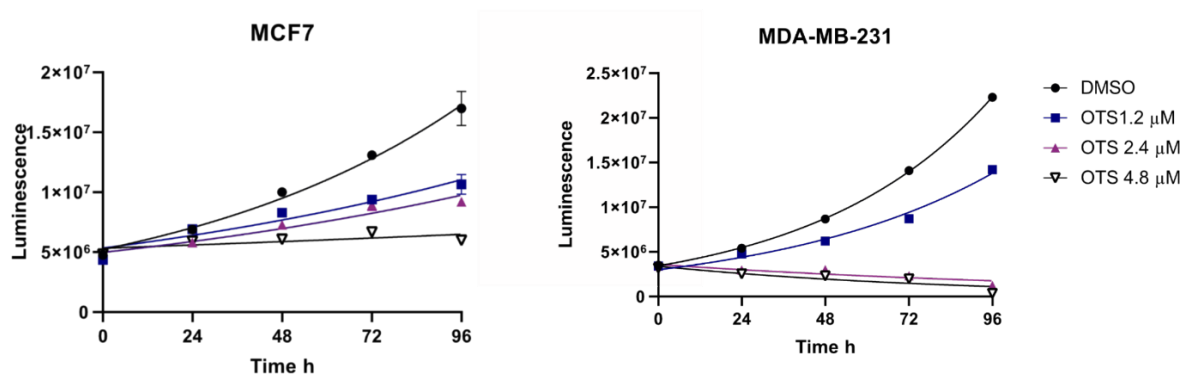 MCF7
2×10⁷
1.5×10⁷
1×10⁷
5×10⁶
0
Luminescence
0 24 48 72 96
Time h
MDA-MB-231
2.5×10⁷
2×10⁷
1.5×10⁷
1×10⁷
5×10⁶
0
Luminescence
0 24 48 72 96
Time h
DMSO
OTS1.2 μM
OTS 2.4 μM
OTS 4.8 μM